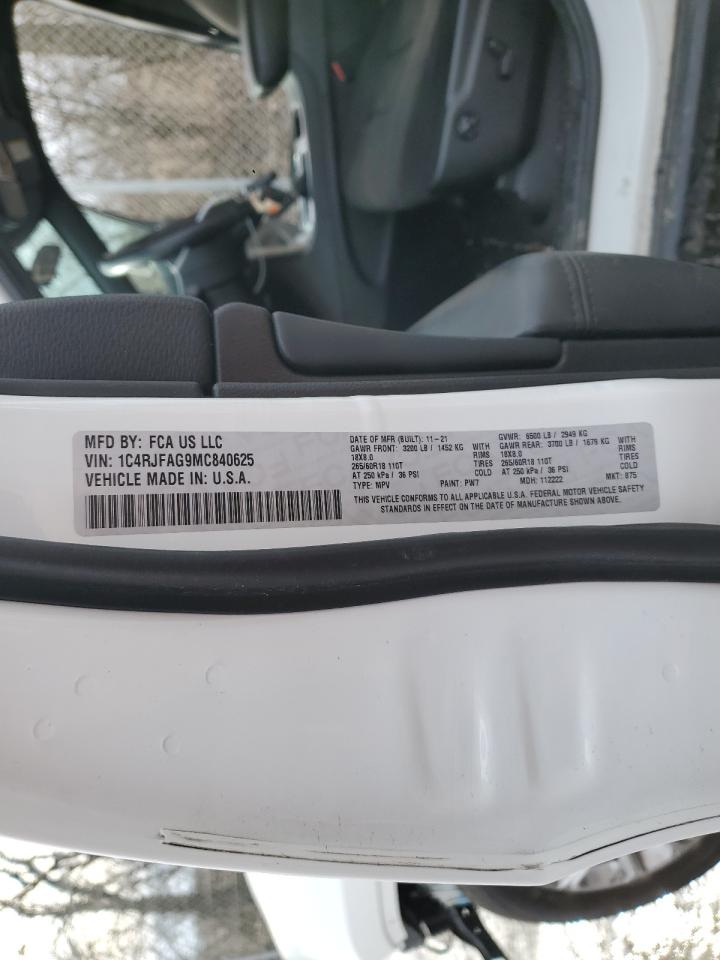 MFD BY: FCA US LLC
VIN: 1C4RJFAG9MC840625
VEHICLE MADE IN: U.S.A.
DATE OF MFR (BUILT): 11-21
GAWR FRONT: 3200 LB / 1452 KG WITH
18X8.0 RIMS
265/60R18 110T TIRES
AT 250 kPa / 36 PSI COLD
TYPE: MPV PAINT: PW7
GVWR: 6500 LB / 2949 KG
GAWR REAR: 3700 LB / 1679 KG WITH
18X8.0 RIMS
265/60R18 110T TIRES
AT 250 kPa / 36 PSI COLD
MDH: 112222 MKT: 875
THIS VEHICLE CONFORMS TO ALL APPLICABLE U.S.A. FEDERAL MOTOR VEHICLE SAFETY
STANDARDS IN EFFECT ON THE DATE OF MANUFACTURE SHOWN ABOVE.